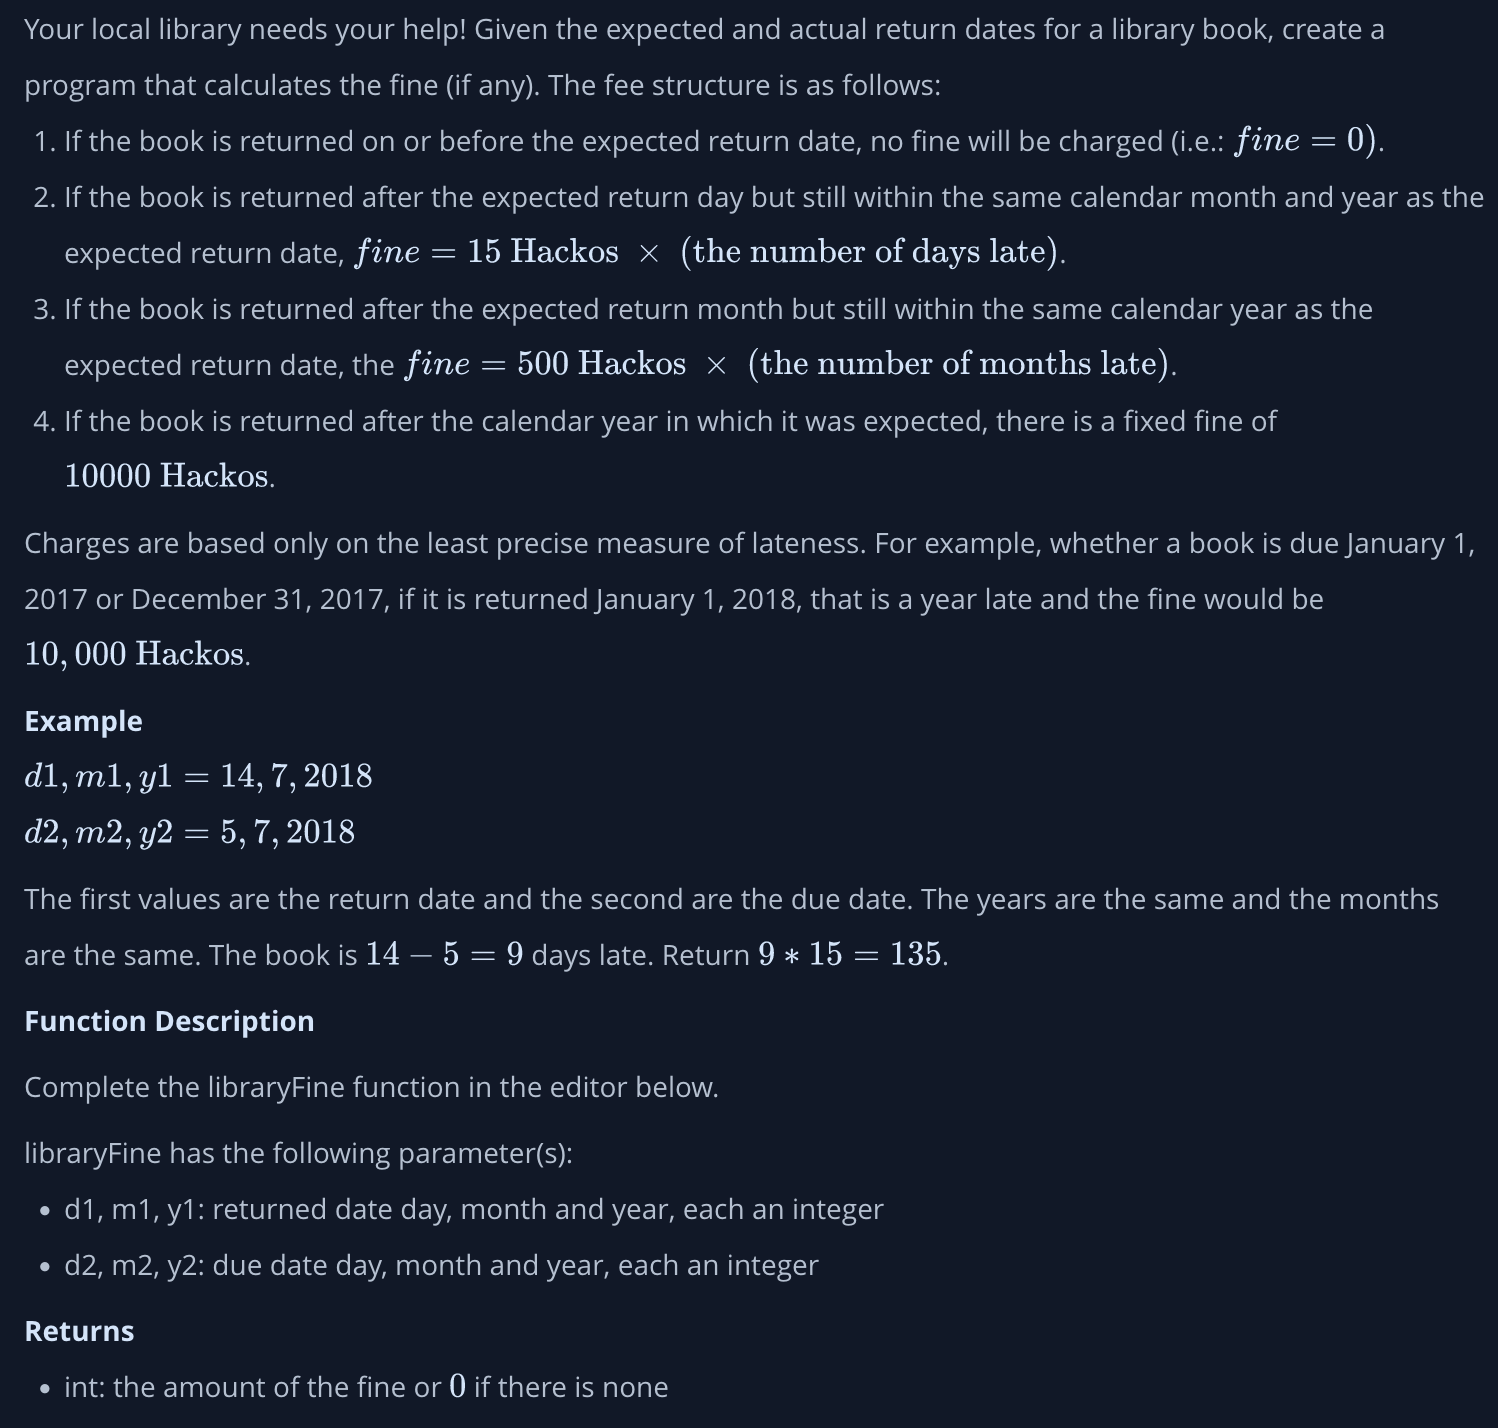 Your local library needs your help! Given the expected and actual return dates for a library book, create a
program that calculates the fine (if any). The fee structure is as follows:
1. If the book is returned on or before the expected return date, no fine will be charged (i.e.: fine = 0).
2. If the book is returned after the expected return day but still within the same calendar month and year as the
expected return date, fine = 15 Hackos × (the number of days late).
3. If the book is returned after the expected return month but still within the same calendar year as the
expected return date, the fine = 500 Hackos × (the number of months late).
4. If the book is returned after the calendar year in which it was expected, there is a fixed fine of
10000 Hackos.
Charges are based only on the least precise measure of lateness. For example, whether a book is due January 1,
2017 or December 31, 2017, if it is returned January 1, 2018, that is a year late and the fine would be
10,000 Hackos.
Example
d1, m1, y1 = 14, 7, 2018
d2, m2, y2 = 5, 7, 2018
The first values are the return date and the second are the due date. The years are the same and the months
are the same. The book is 14 − 5 = 9 days late. Return 9 * 15 = 135.
Function Description
Complete the libraryFine function in the editor below.
libraryFine has the following parameter(s):
• d1, m1, y1: returned date day, month and year, each an integer
• d2, m2, y2: due date day, month and year, each an integer
Returns
• int: the amount of the fine or 0 if there is none